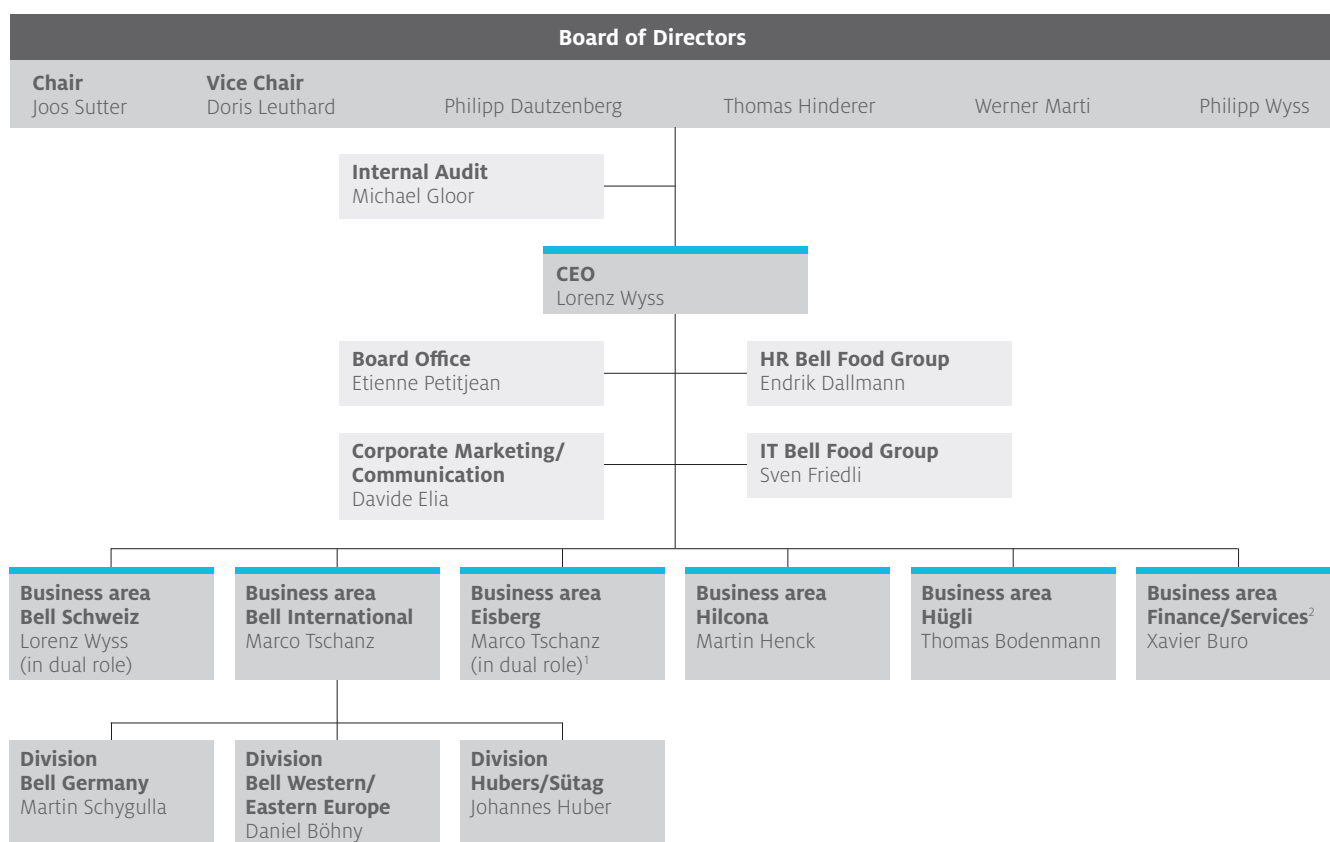 Board of Directors
Chair
Joos Sutter
Vice Chair
Doris Leuthard
Philipp Dautzenberg
Thomas Hinderer
Werner Marti
Philipp Wyss
Internal Audit
Michael Gloor
CEO
Lorenz Wyss
Board Office
Etienne Petitjean
HR Bell Food Group
Endrik Dallmann
Corporate Marketing/
Communication
Davide Elia
IT Bell Food Group
Sven Friedli
Business area
Bell Schweiz
Lorenz Wyss
(in dual role)
Business area
Bell International
Marco Tschanz
Business area
Eisberg
Marco Tschanz
(in dual role)¹
Business area
Hilcona
Martin Henck
Business area
Hügli
Thomas Bodenmann
Business area
Finance/Services²
Xavier Buro
Division
Bell Germany
Martin Schygulla
Division
Bell Western/
Eastern Europe
Daniel Böhny
Division
Hubers/Sütag
Johannes Huber